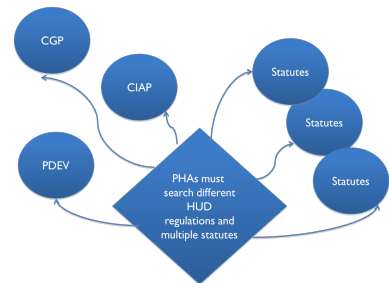 CGP
CIAP
PDEV
Statutes
Statutes
Statutes
PHAs must
search different
HUD
regulations and
multiple statutes